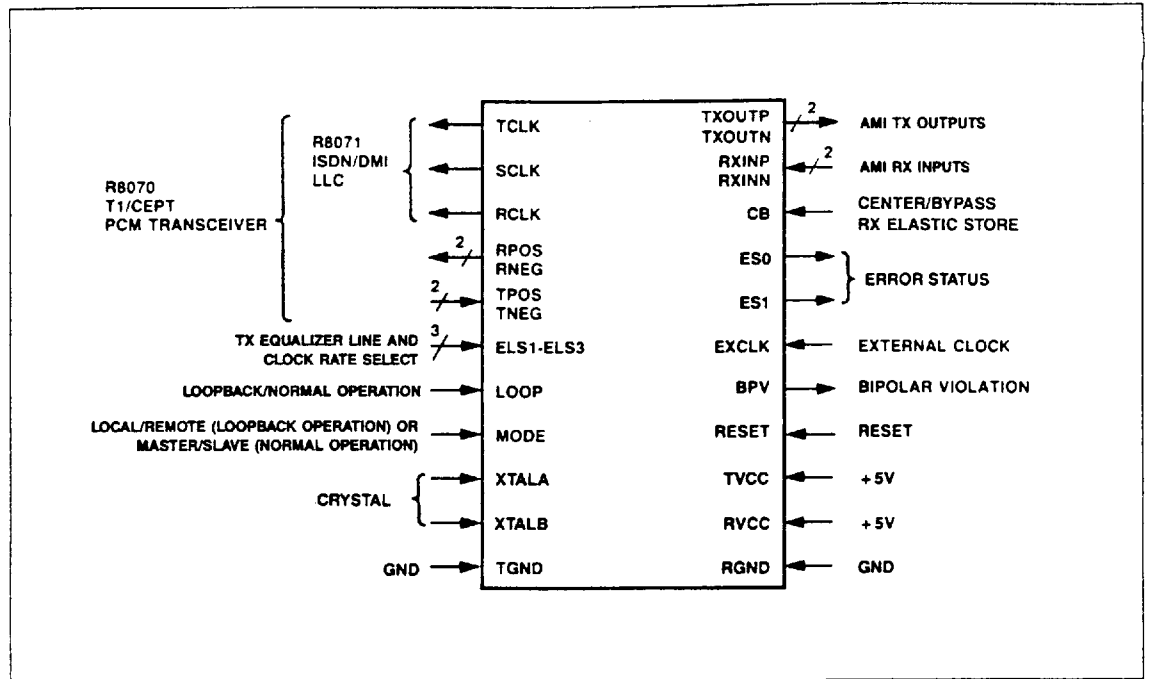 R8070
T1/CEPT
PCM TRANSCEIVER
R8071
ISDN/DMI
LLC
TCLK
SCLK
RCLK
2
RPOS
RNEG
2
TPOS
TNEG
TX EQUALIZER LINE AND
CLOCK RATE SELECT
3
ELS1-ELS3
LOOPBACK/NORMAL OPERATION
LOOP
LOCAL/REMOTE (LOOPBACK OPERATION) OR
MASTER/SLAVE (NORMAL OPERATION)
MODE
CRYSTAL
XTALA
XTALB
GND
TGND
TXOUTP
TXOUTN
2
AMI TX OUTPUTS
RXINP
RXINN
2
AMI RX INPUTS
CB
CENTER/BYPASS
RX ELASTIC STORE
ES0
ES1
ERROR STATUS
EXCLK
EXTERNAL CLOCK
BPV
BIPOLAR VIOLATION
RESET
RESET
TVCC
+5V
RVCC
+5V
RGND
GND